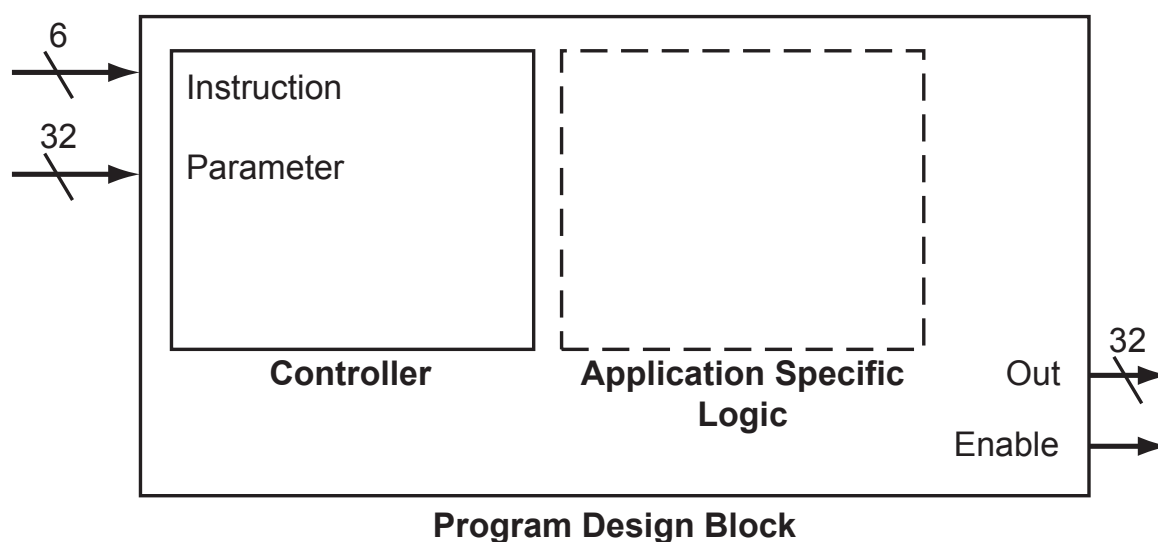 6
Instruction
32
Parameter
Controller
Application Specific
Logic
32
Out
Enable
Program Design Block